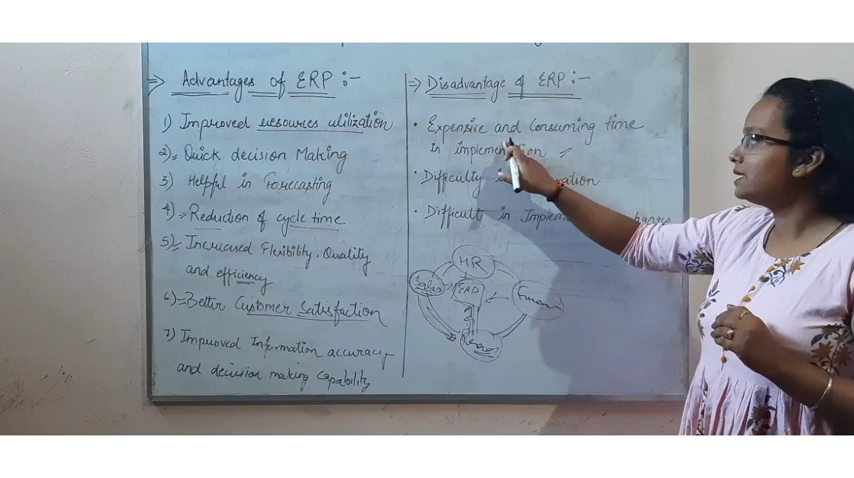 => Advantages of ERP :-
1) Improved resources utilization
2) = Quick decision Making
3) Helpful in Forecasting
4) = Reduction of cycle time
5) = Increased Flexibility, Quality
and efficiency
6) = Better Customer Satisfaction
7) Improved Information accuracy
and decision making capability
=> Disadvantage of ERP :-
• Expensive and Consuming time
in implementation
• Difficulty
• Difficult in
HR
Sales
ERP